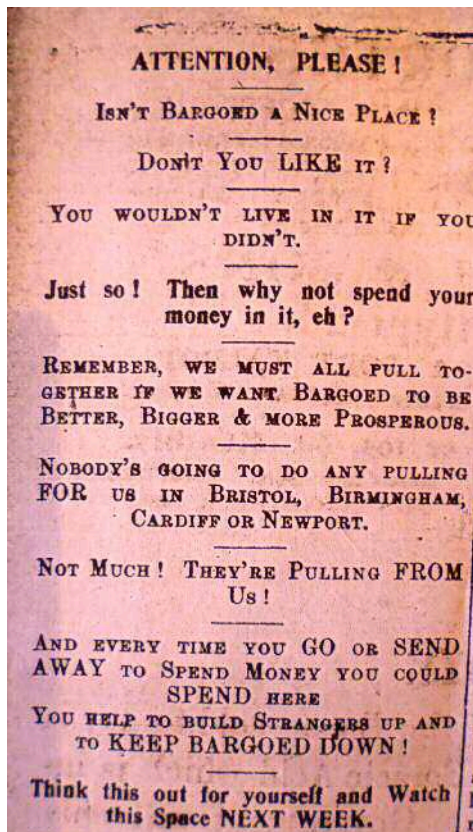 ATTENTION, PLEASE!
ISN'T BARGOED A NICE PLACE?
DON'T YOU LIKE IT?
YOU WOULDN'T LIVE IN IT IF YOU
DIDN'T.
Just so! Then why not spend your
money in it, eh?
REMEMBER, WE MUST ALL PULL TO-
GETHER IF WE WANT BARGOED TO BE
BETTER, BIGGER & MORE PROSPEROUS.
NOBODY'S GOING TO DO ANY PULLING
FOR US IN BRISTOL, BIRMINGHAM,
CARDIFF OR NEWPORT.
NOT MUCH! THEY'RE PULLING FROM
US!
AND EVERY TIME YOU GO OR SEND
AWAY TO SPEND MONEY YOU COULD
SPEND HERE
YOU HELP TO BUILD STRANGERS UP AND
TO KEEP BARGOED DOWN!
Think this out for yourself and Watch
this Space NEXT WEEK.